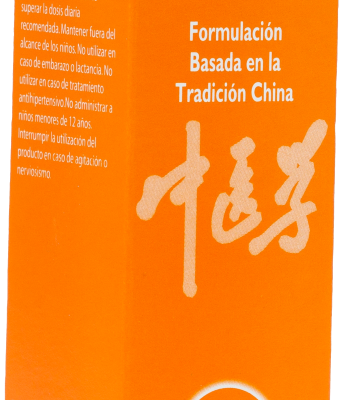 superar la dosis diaria
recomendada. Mantener fuera del
alcance de los niños. No utilizar en
caso de embarazo o lactancia. No
utilizar en caso de tratamiento
antihipertensivo. No administrar a
niños menores de 12 años.
Interrumpir la utilización del
producto en caso de agitación o
nerviosismo.
Formulación
Basada en la
Tradición China
中医学